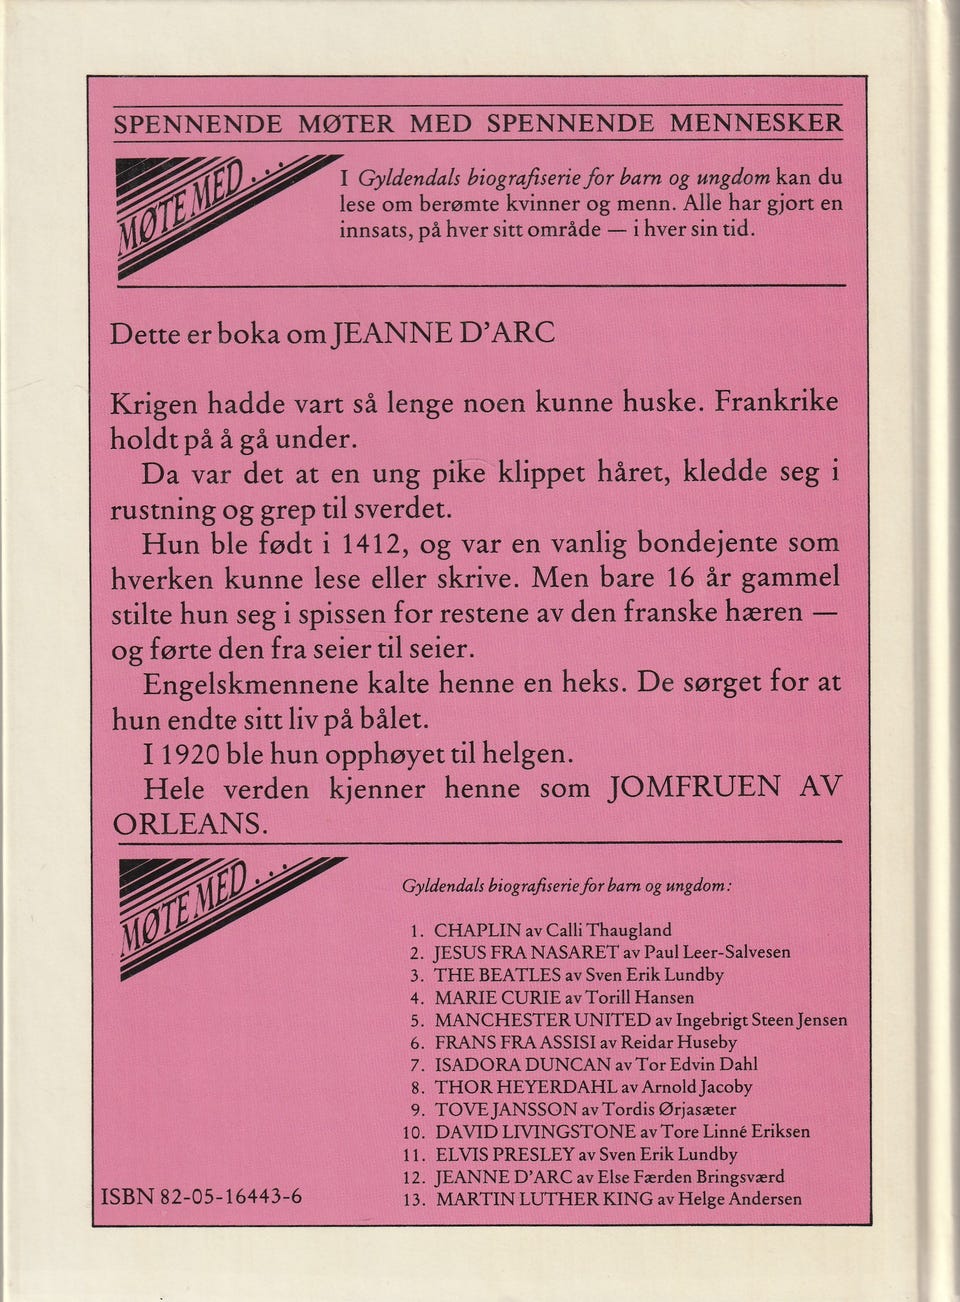 SPENNENDE MØTER MED SPENNENDE MENNESKER
MØTE MED...
I Gyldendals biografiserie for barn og ungdom kan du
lese om berømte kvinner og menn. Alle har gjort en
innsats, på hver sitt område — i hver sin tid.
Dette er boka om JEANNE D'ARC
Krigen hadde vart så lenge noen kunne huske. Frankrike
holdt på å gå under.
Da var det at en ung pike klippet håret, kledde seg i
rustning og grep til sverdet.
Hun ble født i 1412, og var en vanlig bondejente som
hverken kunne lese eller skrive. Men bare 16 år gammel
stilte hun seg i spissen for restene av den franske hæren —
og førte den fra seier til seier.
Engelskmennene kalte henne en heks. De sørget for at
hun endte sitt liv på bålet.
I 1920 ble hun opphøyet til helgen.
Hele verden kjenner henne som JOMFRUEN AV
ORLEANS.
MØTE MED...
Gyldendals biografiserie for barn og ungdom:
1. CHAPLIN av Calli Thaugland
2. JESUS FRA NASARET av Paul Leer-Salvesen
3. THE BEATLES av Sven Erik Lundby
4. MARIE CURIE av Torill Hansen
5. MANCHESTER UNITED av Ingebrigt Steen Jensen
6. FRANS FRA ASSISI av Reidar Huseby
7. ISADORA DUNCAN av Tor Edvin Dahl
8. THOR HEYERDAHL av Arnold Jacoby
9. TOVE JANSSON av Tordis Ørjasæter
10. DAVID LIVINGSTONE av Tore Linné Eriksen
11. ELVIS PRESLEY av Sven Erik Lundby
12. JEANNE D'ARC av Else Færden Bringsværd
13. MARTIN LUTHER KING av Helge Andersen
ISBN 82-05-16443-6